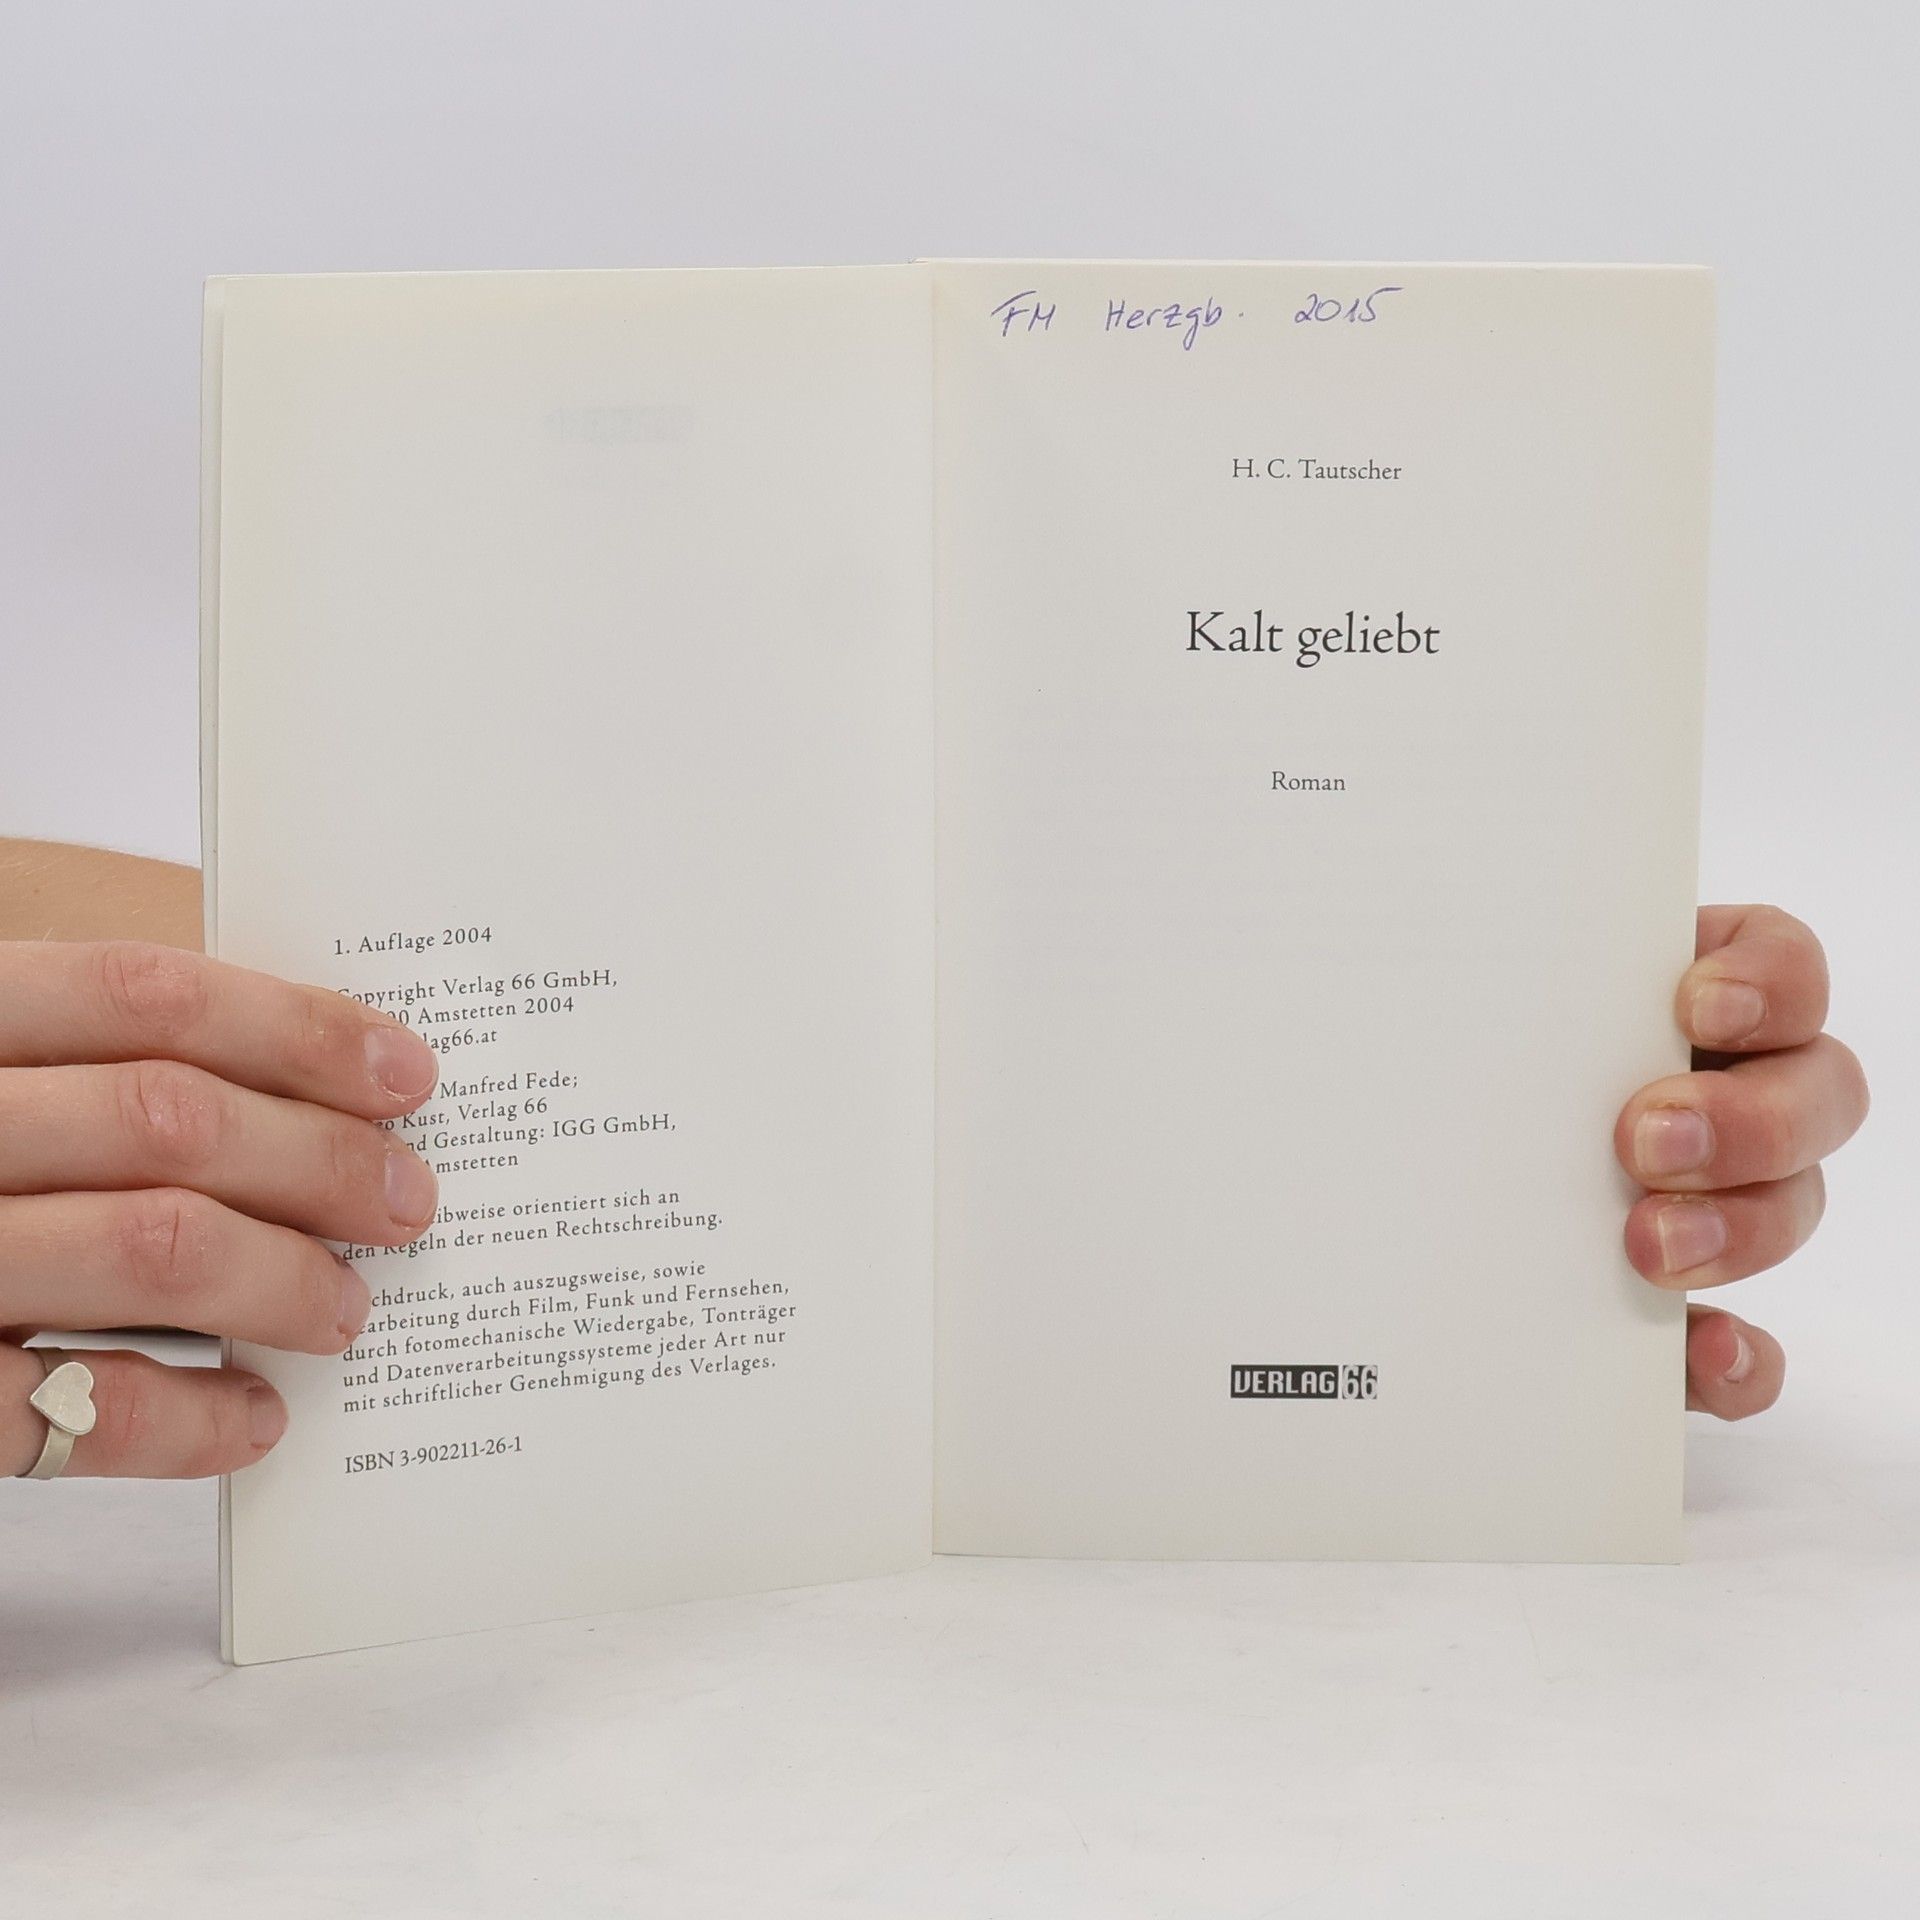 1. Auflage 2004
Copyright Verlag 66 GmbH,
Amstetten 2004
Manfred Fede;
Kust, Verlag 66
Gestaltung: IGG GmbH,
Amstetten
orientiert sich an
den Regeln der neuen Rechtschreibung.
auch auszugsweise, sowie
durch Film, Funk und Fernsehen,
durch fotomechanische Wiedergabe, Tonträger
und Datenverarbeitungssysteme jeder Art nur
mit schriftlicher Genehmigung des Verlages.
ISBN 3-902211-26-1
FM Herzgb. 2015
H. C. Tautscher
Kalt geliebt
Roman
VERLAG 66